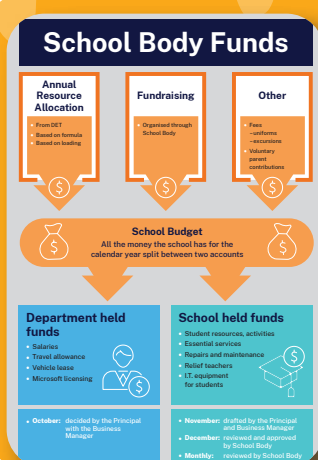 School Body Funds
Annual
Resource
Allocation
• From DET
• Based on formula
• Based on loading
Fundraising
• Organised through
School Body
Other
• Fees
–uniforms
–excursions
• Voluntary
parent
contributions
$
$
$
School Budget
All the money the school has for the
calendar year split between two accounts
$
$
Department held
funds
• Salaries
• Travel allowance
• Vehicle lease
• Microsoft licensing
$
School held funds
• Student resources, activities
• Essential services
• Repairs and maintenance
• Relief teachers
• I.T. equipment
for students
$
• October: decided by the Principal
with the Business
Manager
• November: drafted by the Principal
and Business Manager
• December: reviewed and approved
by School Body
• Monthly: reviewed by School Body